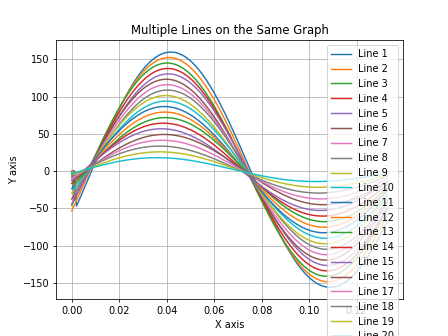 Multiple Lines on the Same Graph
Y axis
150
100
50
0
−50
−100
−150
0.00
0.02
0.04
0.06
0.08
0.10
X axis
Line 1
Line 2
Line 3
Line 4
Line 5
Line 6
Line 7
Line 8
Line 9
Line 10
Line 11
Line 12
Line 13
Line 14
Line 15
Line 16
Line 17
Line 18
Line 19
Line 20